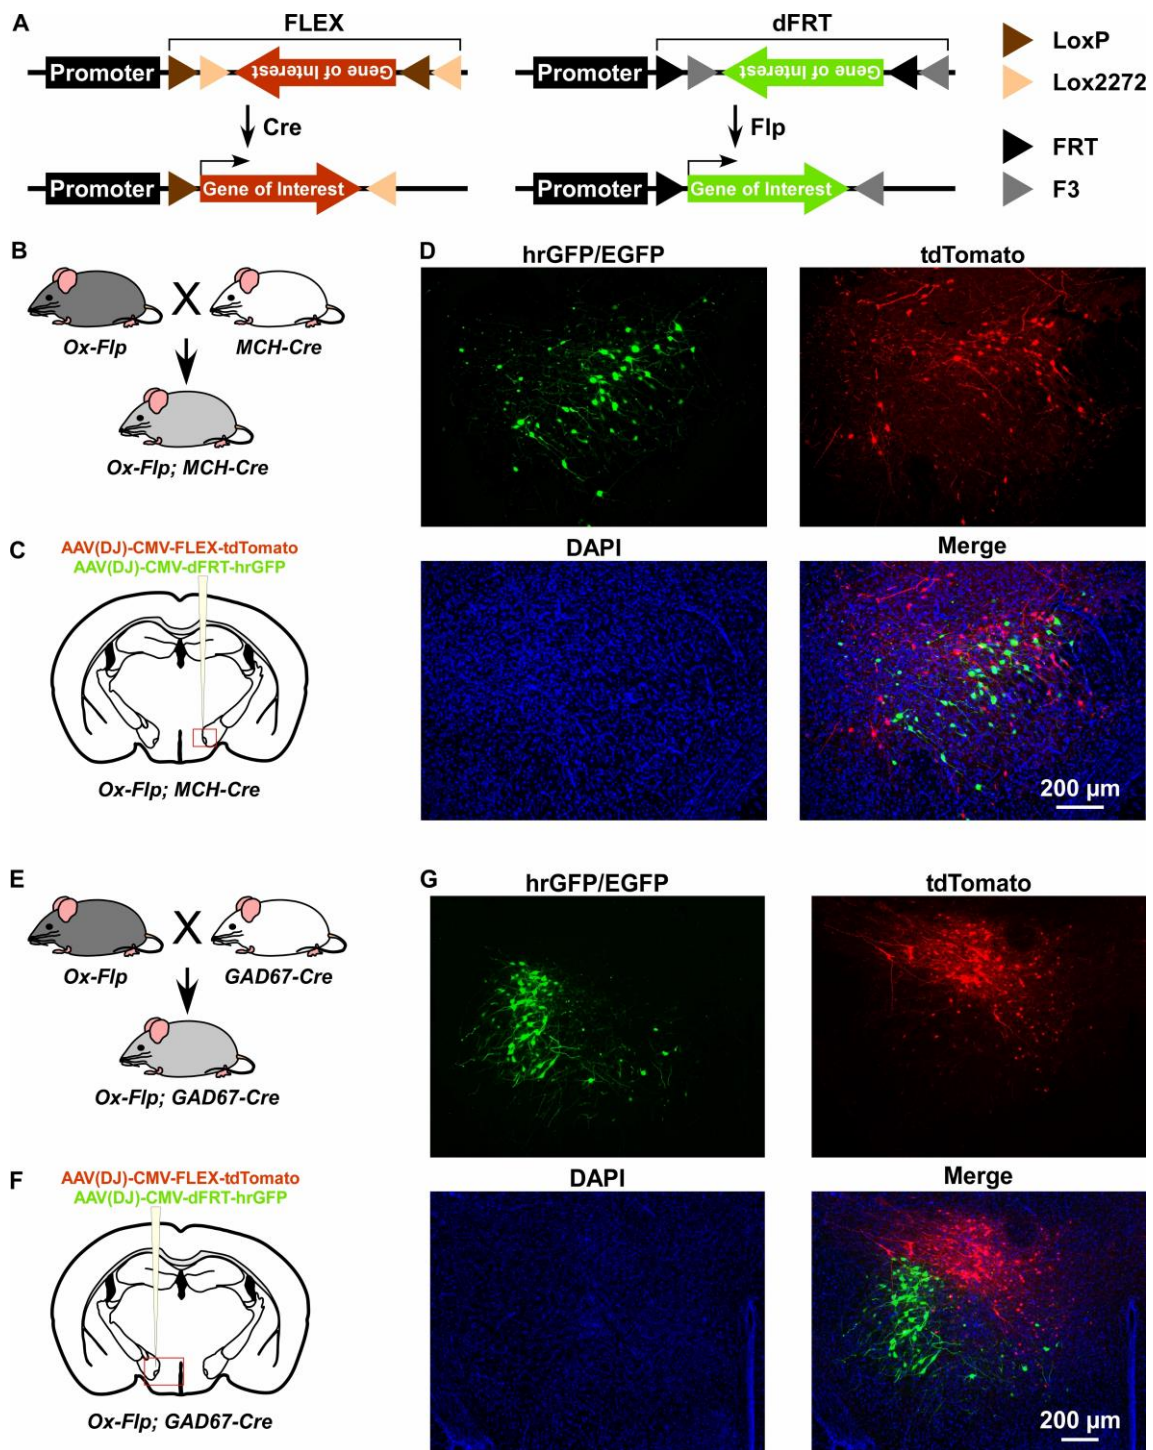 A
FLEX
dFRT
Promoter
Gene of Interest
Promoter
Gene of Interest
LoxP
Lox2272
Cre
Flp
FRT
F3
Promoter
Gene of Interest
Promoter
Gene of Interest
B
X
Ox-Flp
MCH-Cre
Ox-Flp; MCH-Cre
C
AAV(DJ)-CMV-FLEX-tdTomato
AAV(DJ)-CMV-dFRT-hrGFP
Ox-Flp; MCH-Cre
D
hrGFP/EGFP
tdTomato
DAPI
Merge
200 µm
E
X
Ox-Flp
GAD67-Cre
Ox-Flp; GAD67-Cre
F
AAV(DJ)-CMV-FLEX-tdTomato
AAV(DJ)-CMV-dFRT-hrGFP
Ox-Flp; GAD67-Cre
G
hrGFP/EGFP
tdTomato
DAPI
Merge
200 µm